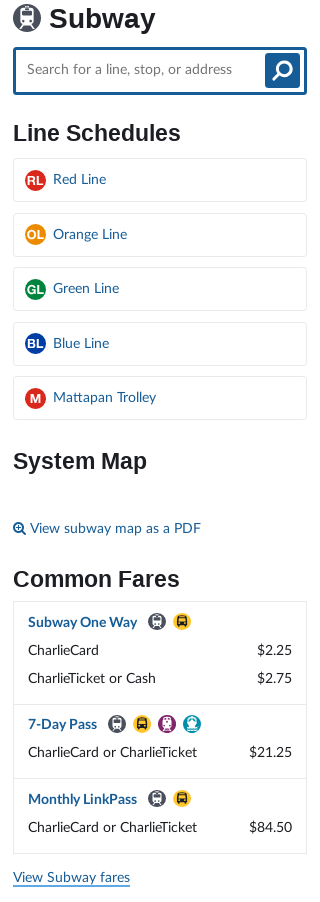 Subway
Search for a line, stop, or address
Line Schedules
RL Red Line
OL Orange Line
GL Green Line
BL Blue Line
M Mattapan Trolley
System Map
View subway map as a PDF
Common Fares
Subway One Way
CharlieCard $2.25
CharlieTicket or Cash $2.75
7-Day Pass
CharlieCard or CharlieTicket $21.25
Monthly LinkPass
CharlieCard or CharlieTicket $84.50
View Subway fares